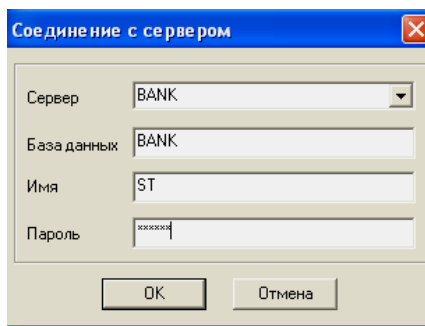 Соединение с сервером
Сервер BANK
База данных BANK
Имя ST
Пароль ******
OK Отмена